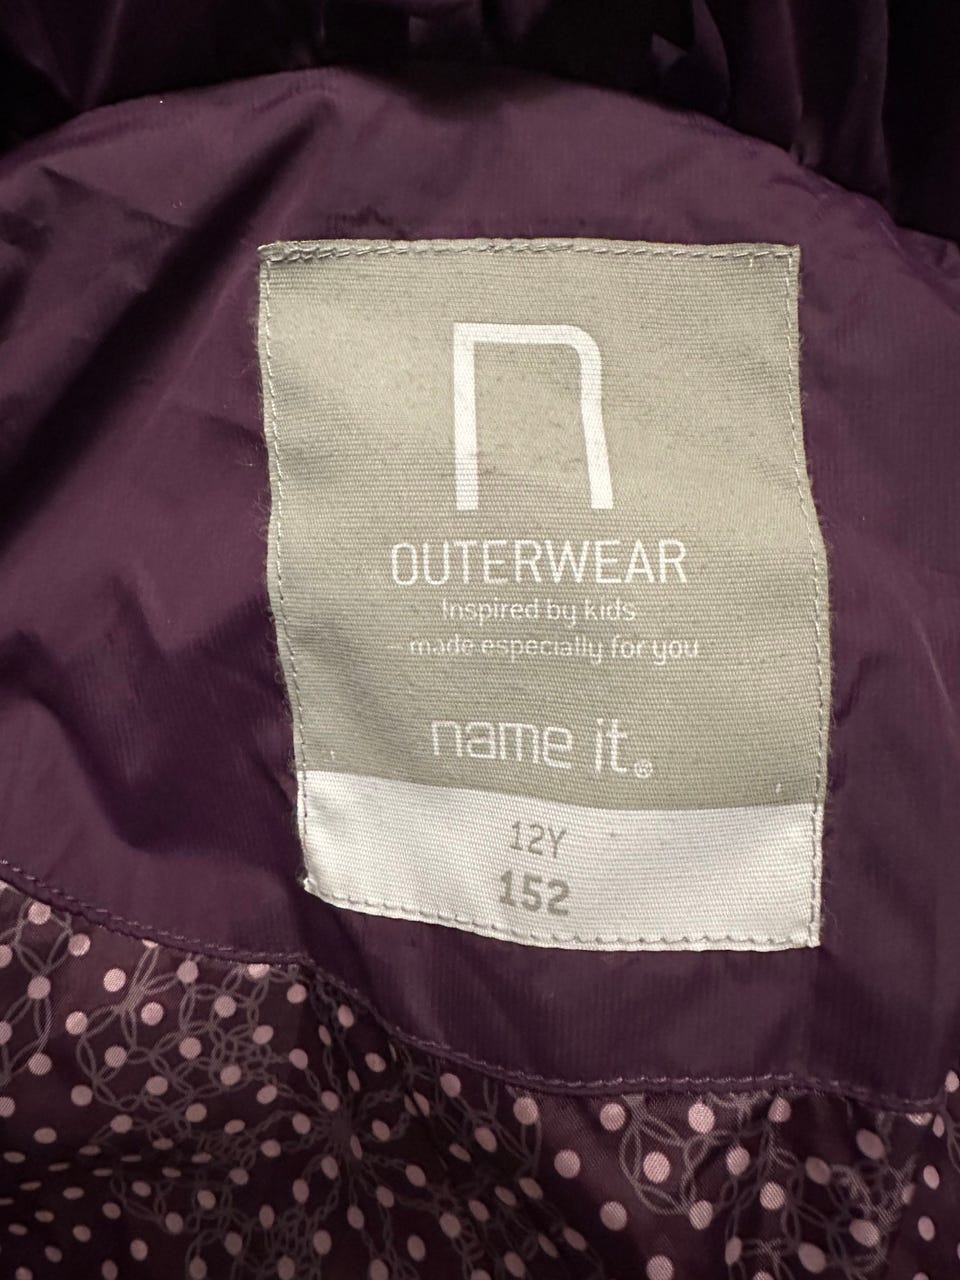 n
OUTERWEAR
Inspired by kids
– made especially for you
name it®
12Y
152